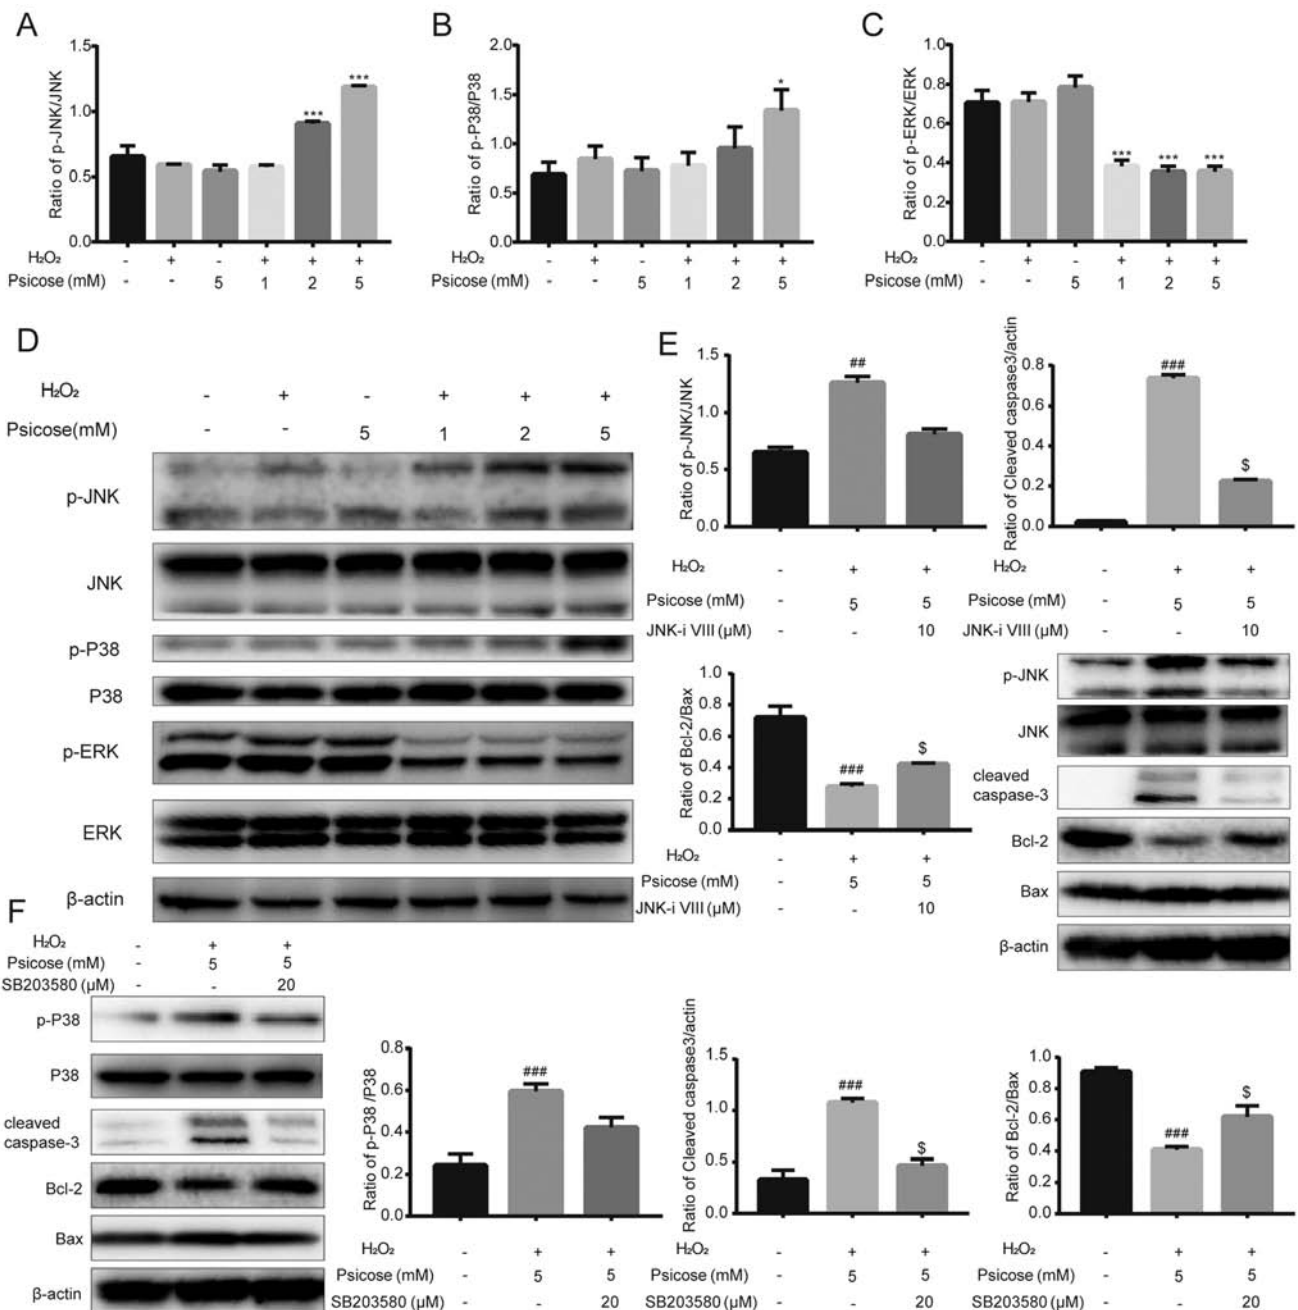 A
Ratio of p-JNK/JNK
1.5
1.0
0.5
0.0
***
***
H₂O₂ - + - + + +
Psicose (mM) - - 5 1 2 5
B
Ratio of p-P38/P38
2.0
1.5
1.0
0.5
0.0
*
H₂O₂ - + - + + +
Psicose (mM) - - 5 1 2 5
C
Ratio of p-ERK/ERK
1.0
0.8
0.6
0.4
0.2
0.0
*** *** ***
H₂O₂ - + - + + +
Psicose (mM) - - 5 1 2 5
D
H₂O₂ - + - + + +
Psicose(mM) - - 5 1 2 5
p-JNK
JNK
p-P38
P38
p-ERK
ERK
β-actin
E
Ratio of p-JNK/JNK
1.5
1.0
0.5
0.0
##
H₂O₂ - + +
Psicose (mM) - 5 5
JNK-i VIII (μM) - - 10
Ratio of Cleaved caspase3/actin
0.8
0.6
0.4
0.2
0.0
###
$
H₂O₂ - + +
Psicose (mM) - 5 5
JNK-i VIII (μM) - - 10
Ratio of Bcl-2/Bax
1.0
0.8
0.6
0.4
0.2
0.0
###
$
H₂O₂ - + +
Psicose (mM) - 5 5
JNK-i VIII (μM) - - 10
p-JNK
JNK
cleaved
caspase-3
Bcl-2
Bax
β-actin
F
H₂O₂ - + +
Psicose (mM) - 5 5
SB203580 (μM) - - 20
p-P38
P38
cleaved
caspase-3
Bcl-2
Bax
β-actin
Ratio of p-P38 /P38
0.8
0.6
0.4
0.2
0.0
###
H₂O₂ - + +
Psicose (mM) - 5 5
SB203580 (μM) - - 20
Ratio of Cleaved caspase3/actin
1.5
1.0
0.5
0.0
###
$
H₂O₂ - + +
Psicose (mM) - 5 5
SB203580 (μM) - - 20
Ratio of Bcl-2/Bax
1.0
0.8
0.6
0.4
0.2
0.0
###
$
H₂O₂ - + +
Psicose (mM) - 5 5
SB203580 (μM) - - 20